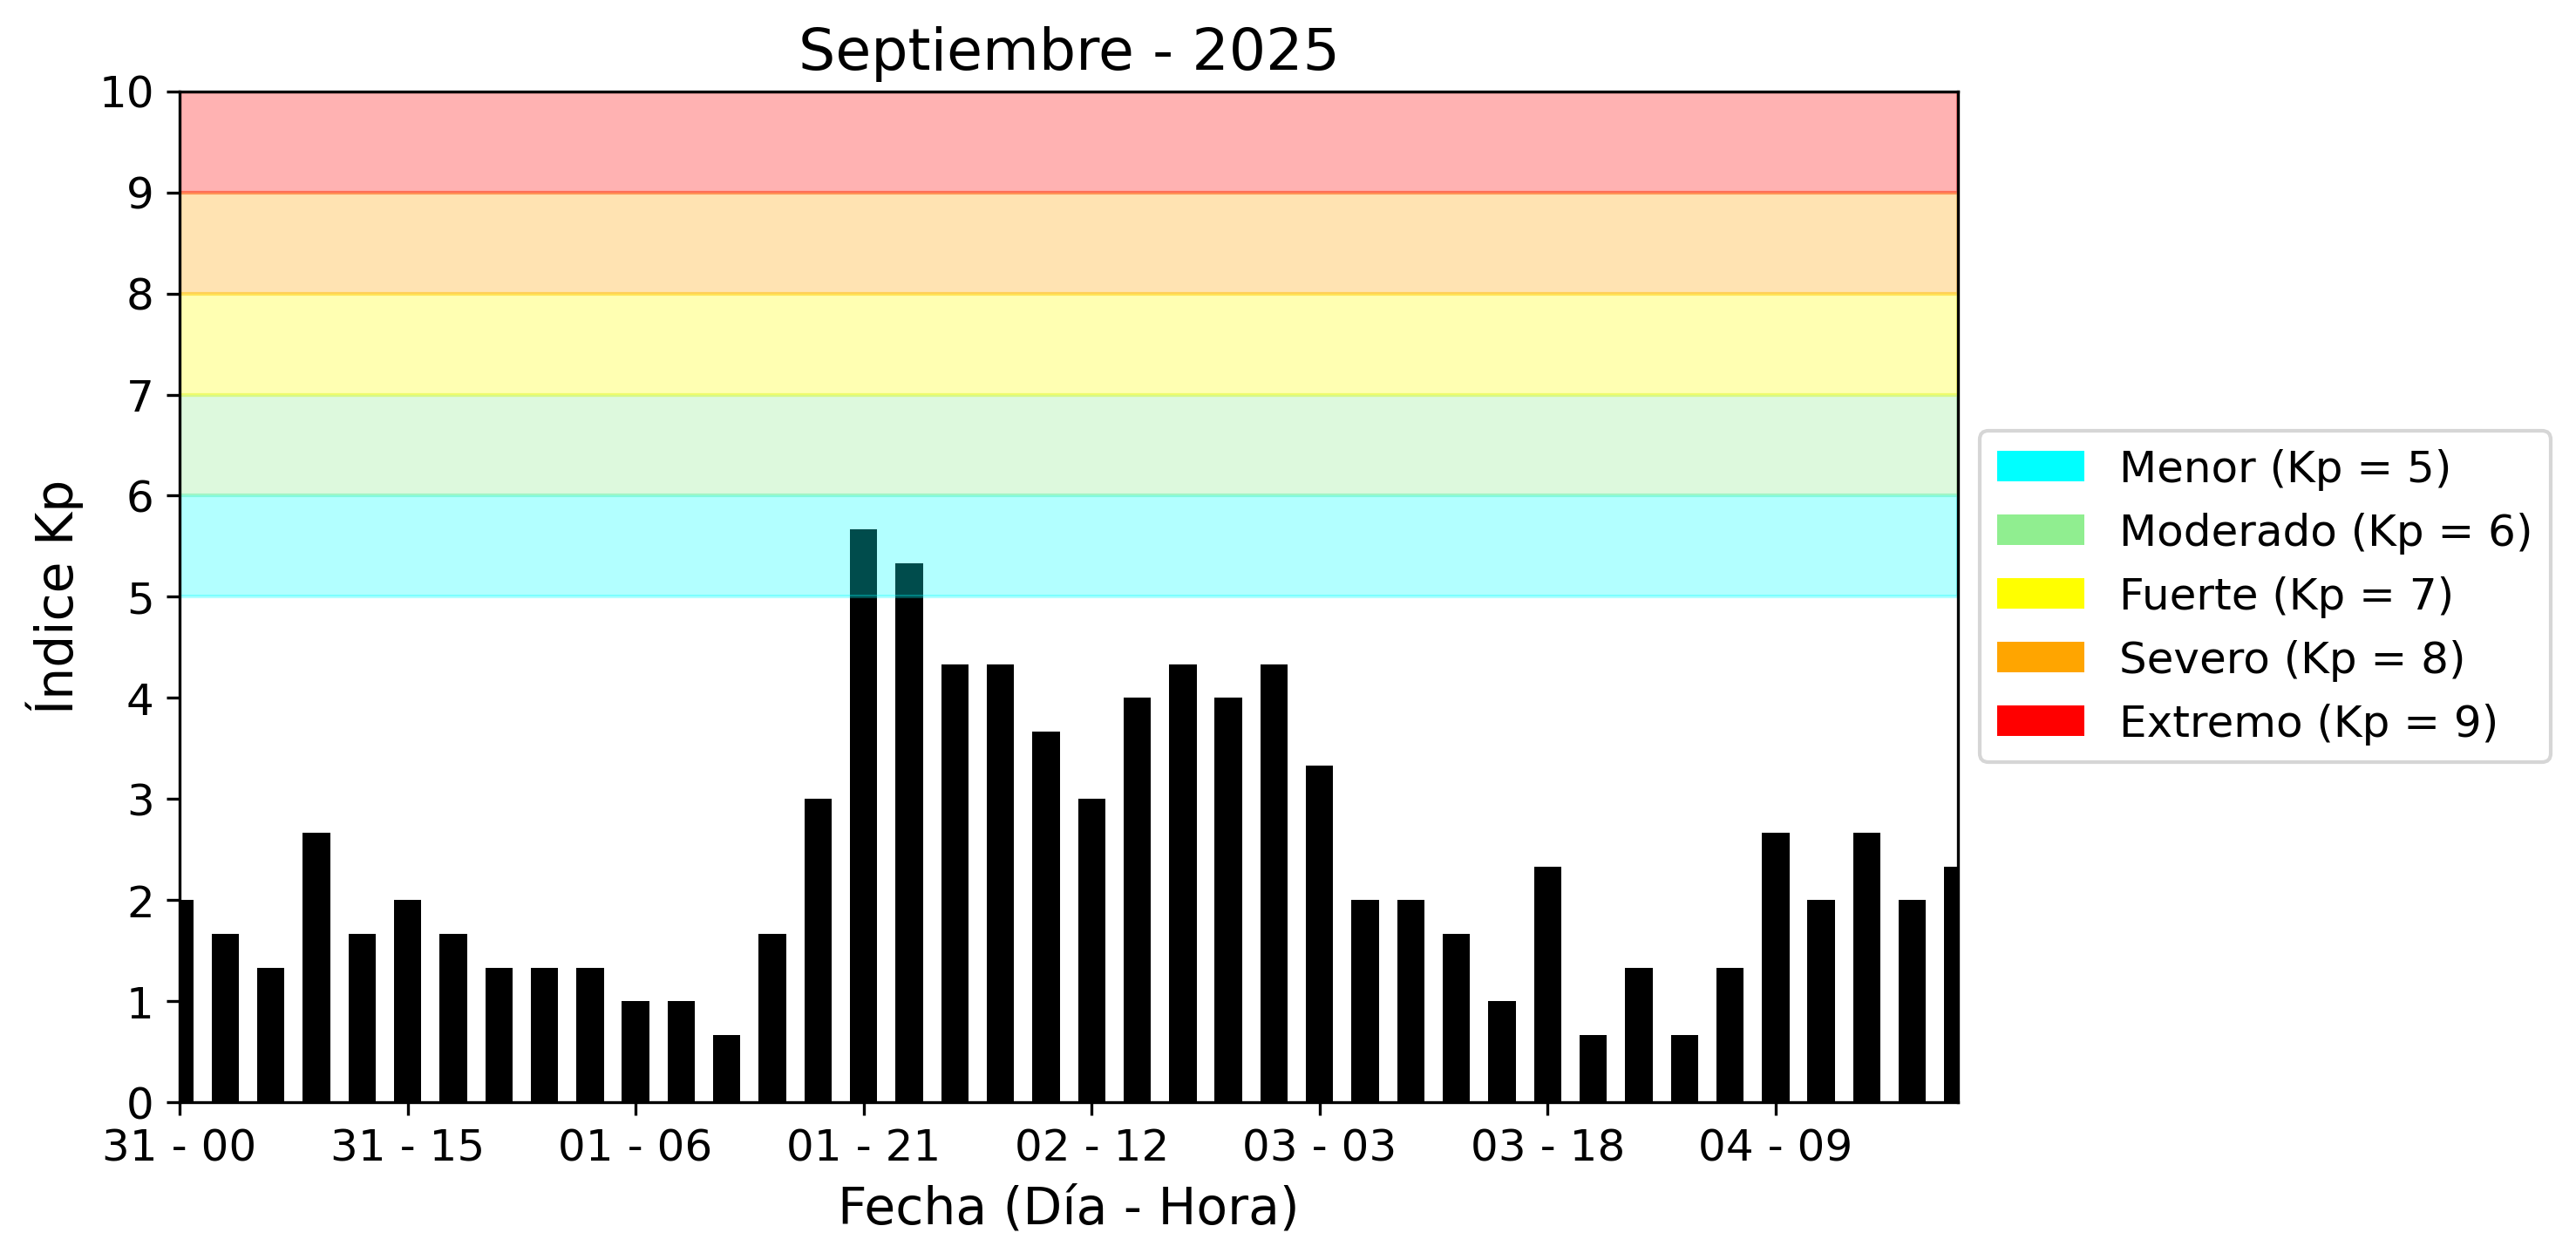 Septiembre - 2025
Índice Kp
10
9
8
7
6
5
4
3
2
1
0
31 - 00
31 - 15
01 - 06
01 - 21
02 - 12
03 - 03
03 - 18
04 - 09
Fecha (Día - Hora)
Menor (Kp = 5)
Moderado (Kp = 6)
Fuerte (Kp = 7)
Severo (Kp = 8)
Extremo (Kp = 9)